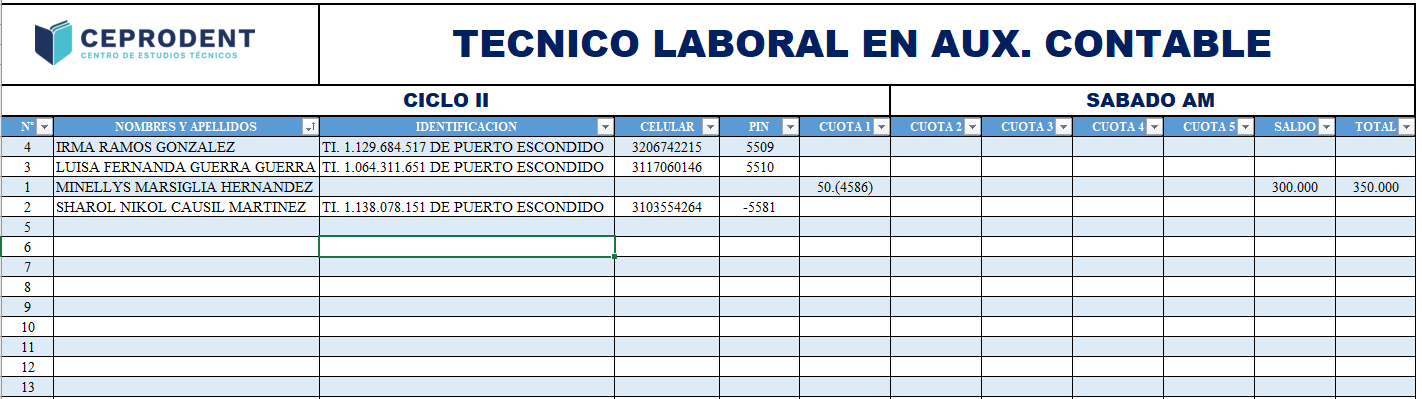 CEPRODENT
CENTRO DE ESTUDIOS TÉCNICOS
TECNICO LABORAL EN AUX. CONTABLE
CICLO II SABADO AM
N° NOMBRES Y APELLIDOS IDENTIFICACION CELULAR PIN CUOTA 1 CUOTA 2 CUOTA 3 CUOTA 4 CUOTA 5 SALDO TOTAL
4 IRMA RAMOS GONZALEZ TI. 1.129.684.517 DE PUERTO ESCONDIDO 3206742215 5509
3 LUISA FERNANDA GUERRA GUERRA TI. 1.064.311.651 DE PUERTO ESCONDIDO 3117060146 5510
1 MINELLYS MARSIGLIA HERNANDEZ 50.(4586) 300.000 350.000
2 SHAROL NIKOL CAUSIL MARTINEZ TI. 1.138.078.151 DE PUERTO ESCONDIDO 3103554264 -5581
5
6
7
8
9
10
11
12
13